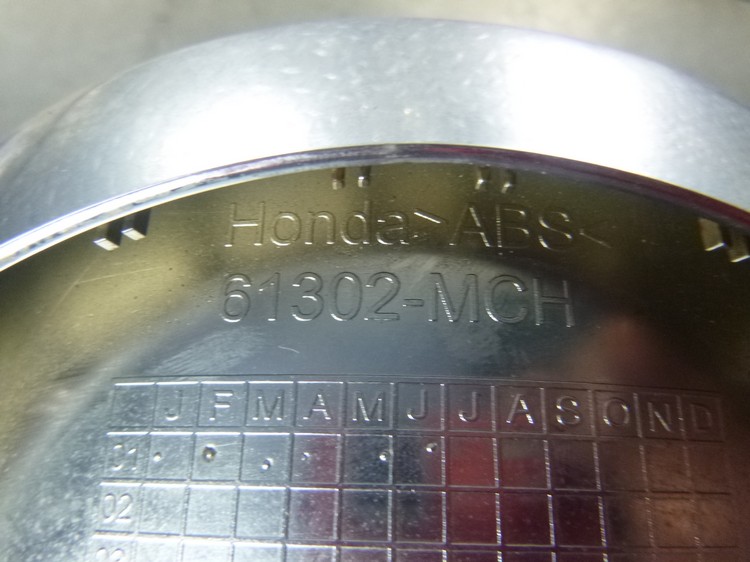 Honda >ABS<
61302-MCH
J F M A M J J A S O N D
01
02